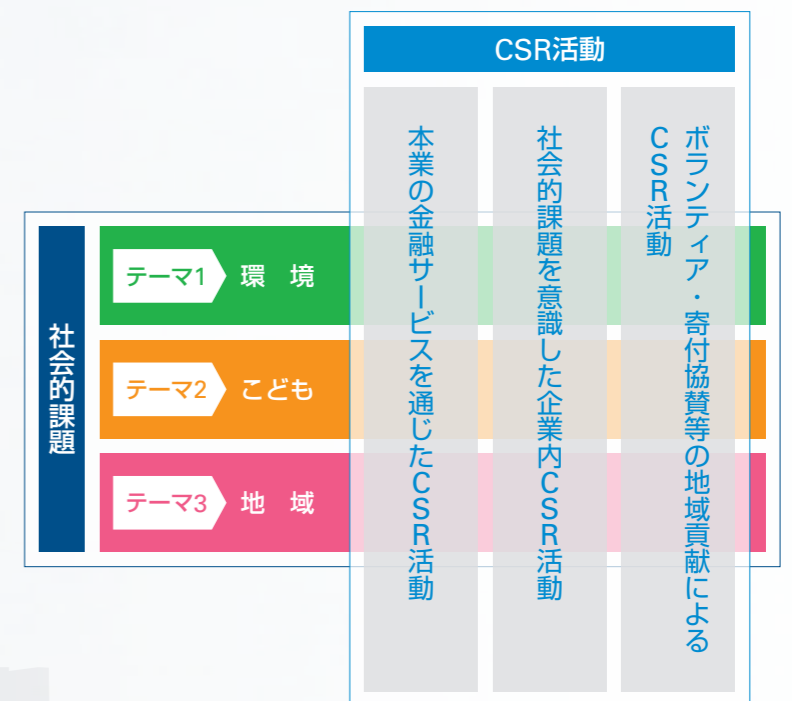 CSR活動
本業の金融サービスを通じたCSR活動
社会的課題を意識した企業内CSR活動
ボランティア・寄付協賛等の地域貢献による
CSR活動
社会的課題
テーマ1 環　境
テーマ2 こども
テーマ3 地　域